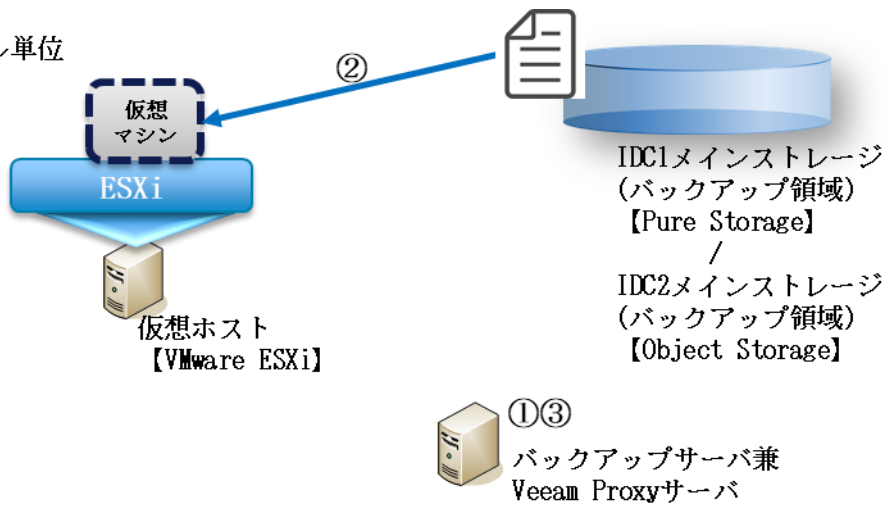 ル単位
②
仮想
マシン
ESXi
仮想ホスト
【VMware ESXi】
IDC1メインストレージ
(バックアップ領域)
【Pure Storage】
/
IDC2メインストレージ
(バックアップ領域)
【Object Storage】
①③
バックアップサーバ兼
Veeam Proxyサーバ